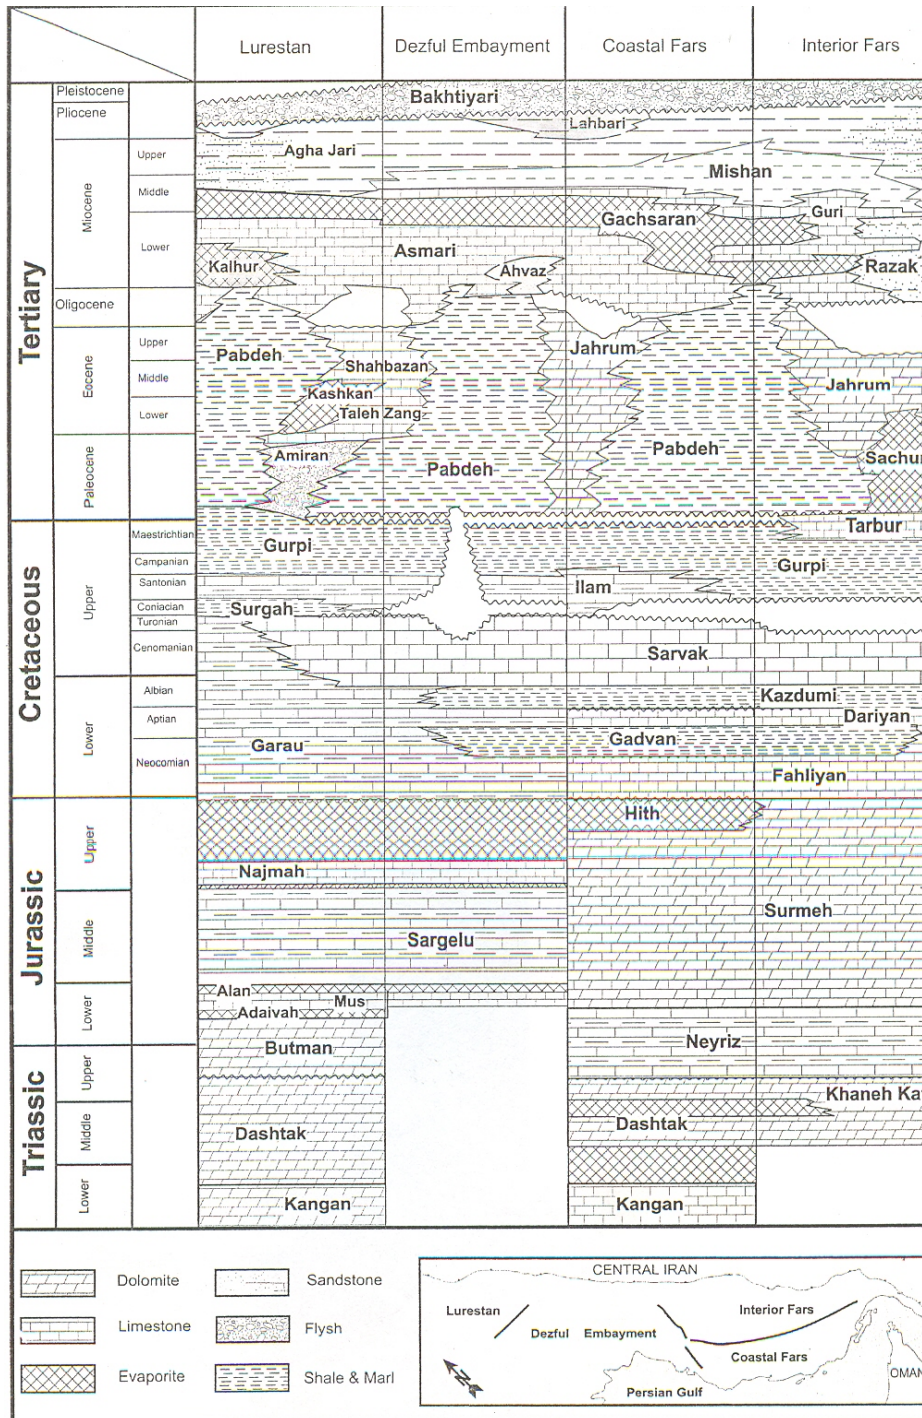 Lurestan Dezful Embayment Coastal Fars Interior Fars
Tertiary
Pleistocene
Pliocene
Miocene
Upper
Middle
Lower
Oligocene
Eocene
Upper
Middle
Lower
Paleocene
Cretaceous
Upper
Maestrichtian
Campanian
Santonian
Coniacian
Turonian
Cenomanian
Lower
Albian
Aptian
Neocomian
Jurassic
Upper
Middle
Lower
Triassic
Upper
Middle
Lower
Bakhtiyari
Lahbari
Agha Jari
Mishan
Gachsaran
Guri
Asmari
Kalhur
Ahvaz
Razak
Pabdeh
Shahbazan
Jahrum
Jahrum
Kashkan
Taleh Zang
Amiran
Pabdeh
Pabdeh
Sachun
Tarbur
Gurpi
Gurpi
Ilam
Surgah
Sarvak
Kazdumi
Dariyan
Garau
Gadvan
Fahliyan
Hith
Najmah
Surmeh
Sargelu
Alan
Mus
Adaivah
Neyriz
Butman
Khaneh Kat
Dashtak
Dashtak
Kangan
Kangan
Dolomite
Sandstone
Limestone
Flysh
Evaporite
Shale & Marl
CENTRAL IRAN
Lurestan
Interior Fars
Dezful Embayment
Coastal Fars
Persian Gulf
OMAN
N